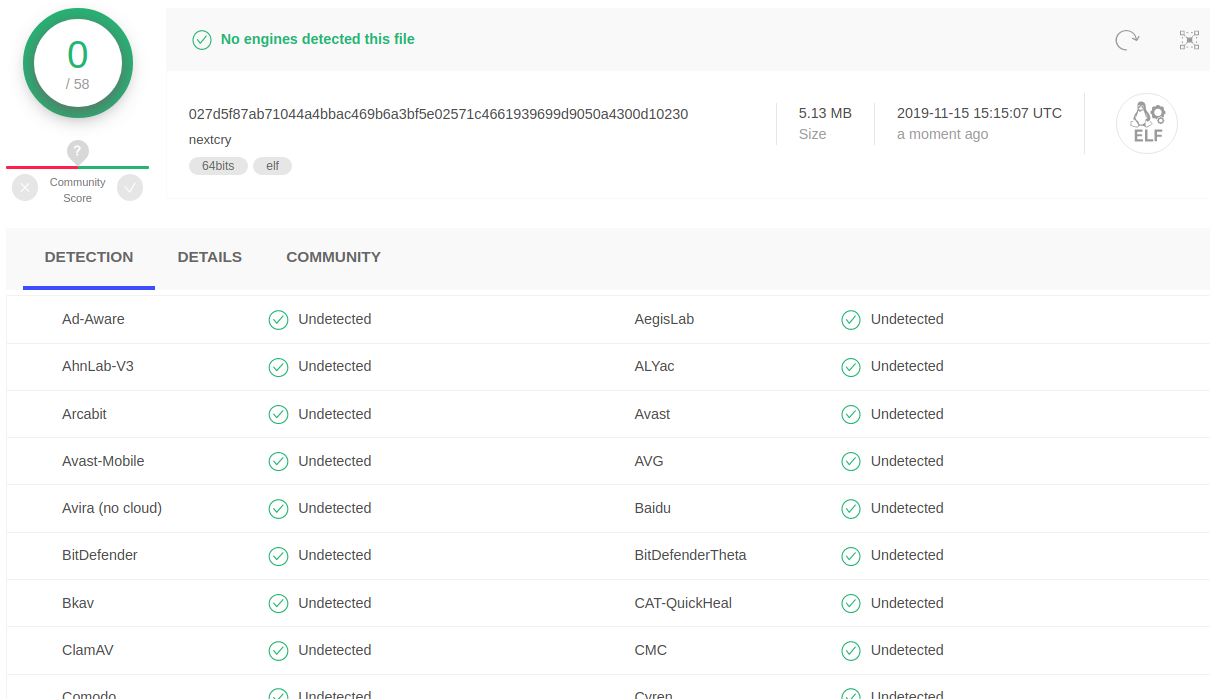 0
/ 58
?
Community
Score
No engines detected this file
027d5f87ab71044a4bbac469b6a3bf5e02571c4661939699d9050a4300d10230
nextcry
64bits elf
5.13 MB
Size
2019-11-15 15:15:07 UTC
a moment ago
ELF
DETECTION DETAILS COMMUNITY
Ad-Aware Undetected AegisLab Undetected
AhnLab-V3 Undetected ALYac Undetected
Arcabit Undetected Avast Undetected
Avast-Mobile Undetected AVG Undetected
Avira (no cloud) Undetected Baidu Undetected
BitDefender Undetected BitDefenderTheta Undetected
Bkav Undetected CAT-QuickHeal Undetected
ClamAV Undetected CMC Undetected
Comodo Undetected Cyren Undetected